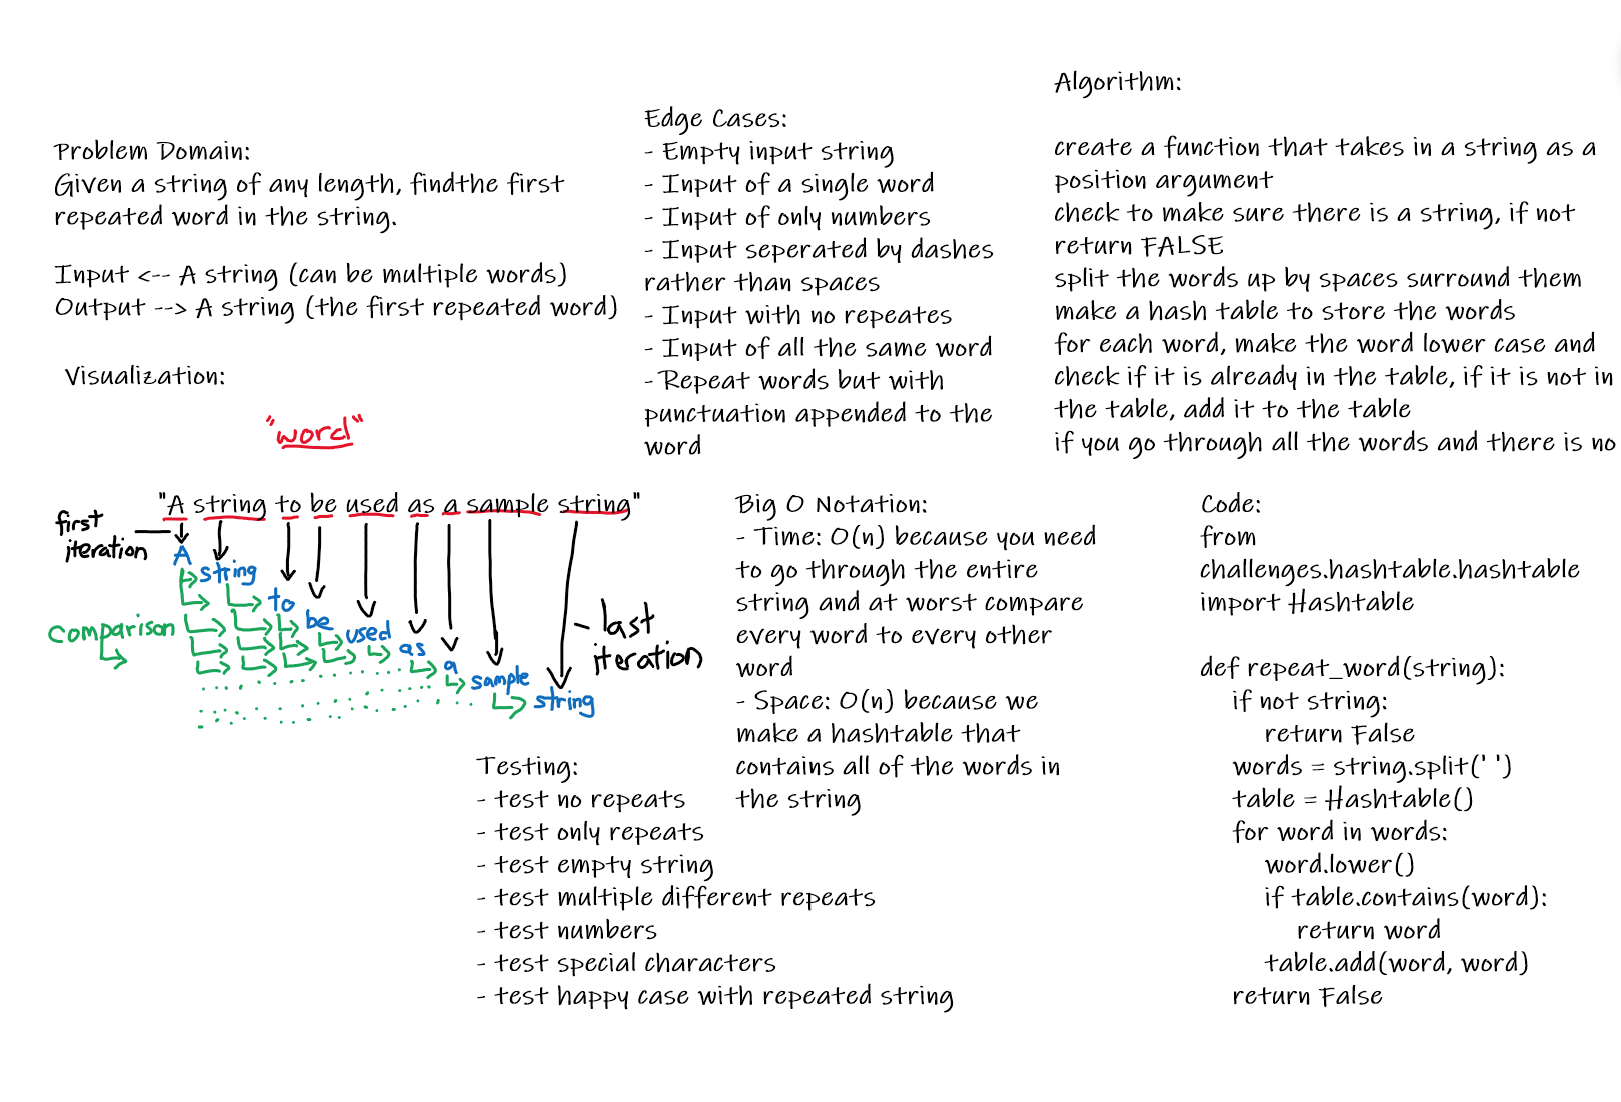 Problem Domain:
Given a string of any length, findthe first
repeated word in the string.
Input <-- A string (can be multiple words)
Output --> A string (the first repeated word)
Visualization:
"word"
"A string to be used as a sample string"
first
iteration
A
string
to
be
used
as
a
sample
string
comparison
last
iteration
Edge Cases:
- Empty input string
- Input of a single word
- Input of only numbers
- Input seperated by dashes
rather than spaces
- Input with no repeates
- Input of all the same word
- Repeat words but with
punctuation appended to the
word
Algorithm:
create a function that takes in a string as a
position argument
check to make sure there is a string, if not
return FALSE
split the words up by spaces surround them
make a hash table to store the words
for each word, make the word lower case and
check if it is already in the table, if it is not in
the table, add it to the table
if you go through all the words and there is no
Big O Notation:
- Time: O(n) because you need
to go through the entire
string and at worst compare
every word to every other
word
- Space: O(n) because we
make a hashtable that
contains all of the words in
the string
Testing:
- test no repeats
- test only repeats
- test empty string
- test multiple different repeats
- test numbers
- test special characters
- test happy case with repeated string
Code:
from
challenges.hashtable.hashtable
import Hashtable
def repeat_word(string):
if not string:
return False
words = string.split(' ')
table = Hashtable()
for word in words:
word.lower()
if table.contains(word):
return word
table.add(word, word)
return False